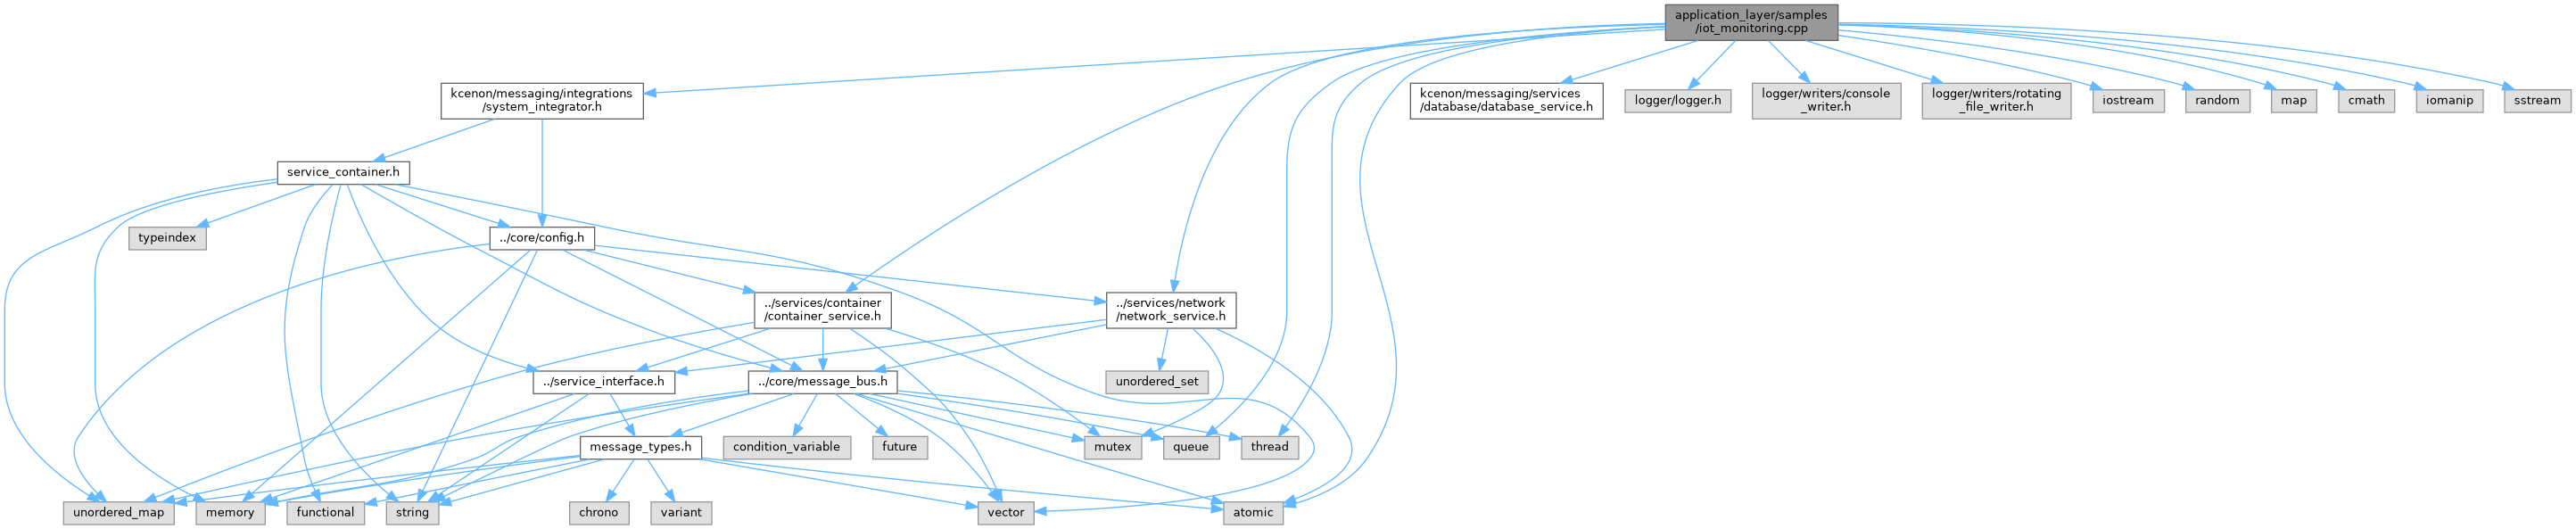 application_layer/samples
/iot_monitoring.cpp
kcenon/messaging/integrations
/system_integrator.h
kcenon/messaging/services
/database/database_service.h
logger/logger.h
logger/writers/console
_writer.h
logger/writers/rotating
_file_writer.h
iostream
random
map
cmath
iomanip
sstream
service_container.h
typeindex
../core/config.h
../services/container
/container_service.h
../services/network
/network_service.h
../service_interface.h
../core/message_bus.h
unordered_set
message_types.h
condition_variable
future
mutex
queue
thread
unordered_map
memory
functional
string
chrono
variant
vector
atomic